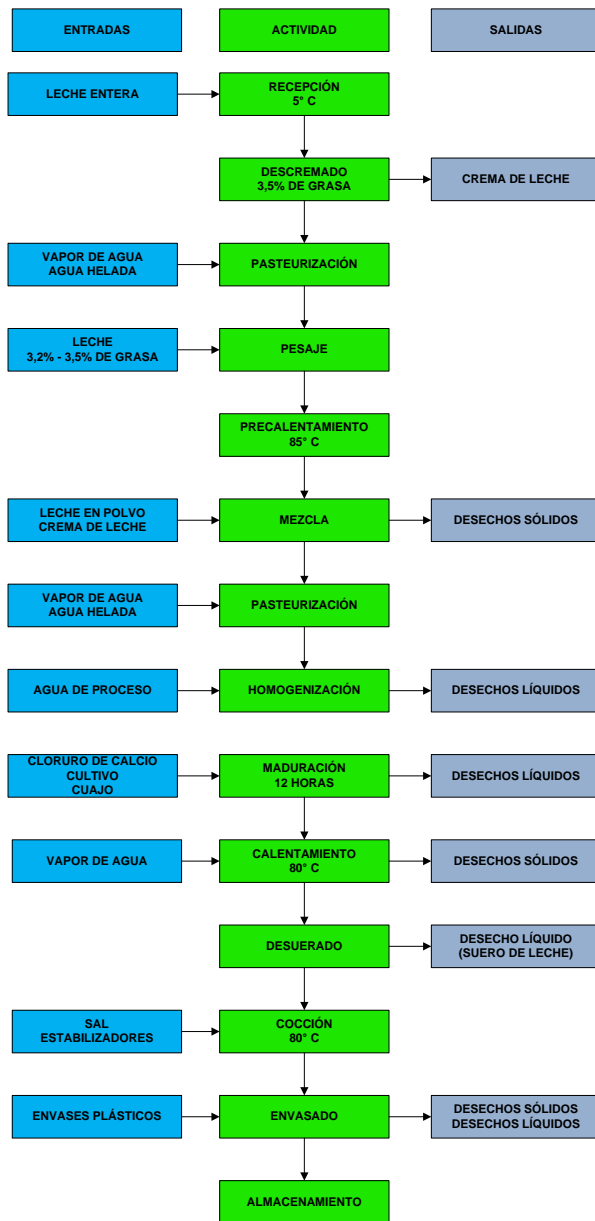 ENTRADAS
ACTIVIDAD
SALIDAS
LECHE ENTERA
RECEPCIÓN
5° C
DESCREMADO
3,5% DE GRASA
CREMA DE LECHE
VAPOR DE AGUA
AGUA HELADA
PASTEURIZACIÓN
LECHE
3,2% - 3,5% DE GRASA
PESAJE
PRECALENTAMIENTO
85° C
LECHE EN POLVO
CREMA DE LECHE
MEZCLA
DESECHOS SÓLIDOS
VAPOR DE AGUA
AGUA HELADA
PASTEURIZACIÓN
AGUA DE PROCESO
HOMOGENIZACIÓN
DESECHOS LÍQUIDOS
CLORURO DE CALCIO
CULTIVO
CUAJO
MADURACIÓN
12 HORAS
DESECHOS LÍQUIDOS
VAPOR DE AGUA
CALENTAMIENTO
80° C
DESECHOS SÓLIDOS
DESUERADO
DESECHO LÍQUIDO
(SUERO DE LECHE)
SAL
ESTABILIZADORES
COCCIÓN
80° C
ENVASES PLÁSTICOS
ENVASADO
DESECHOS SÓLIDOS
DESECHOS LÍQUIDOS
ALMACENAMIENTO